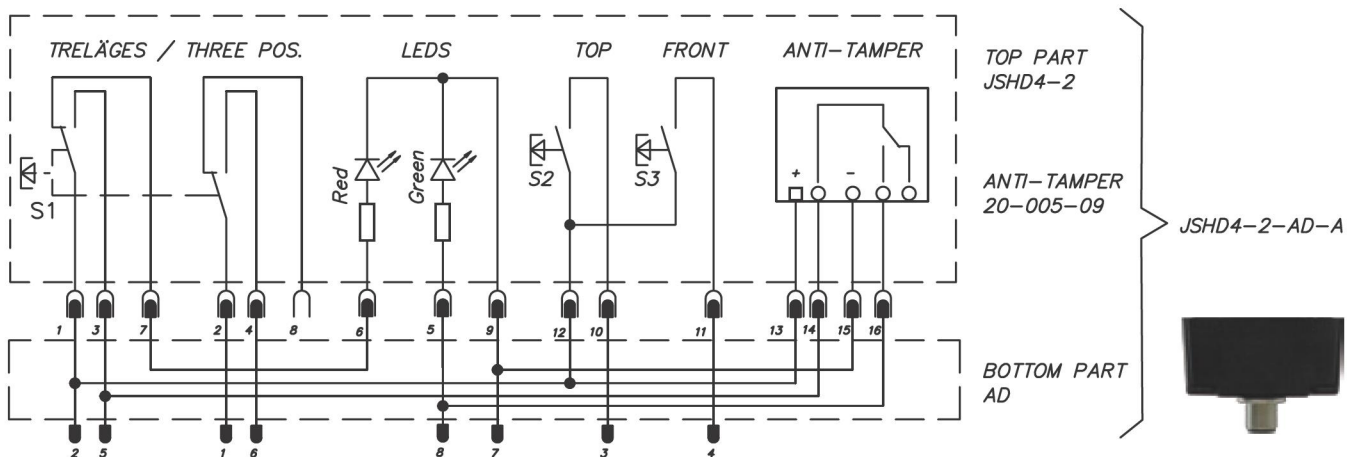 TRELÄGES / THREE POS.
LEDS
TOP
FRONT
ANTI-TAMPER
TOP PART
JSHD4-2
S1
Red
Green
S2
S3
+
-
ANTI-TAMPER
20-005-09
JSHD4-2-AD-A
1 3 7 2 4 8 6 5 9 12 10 11 13 14 15 16
BOTTOM PART
AD
2 5 1 6 8 7 3 4